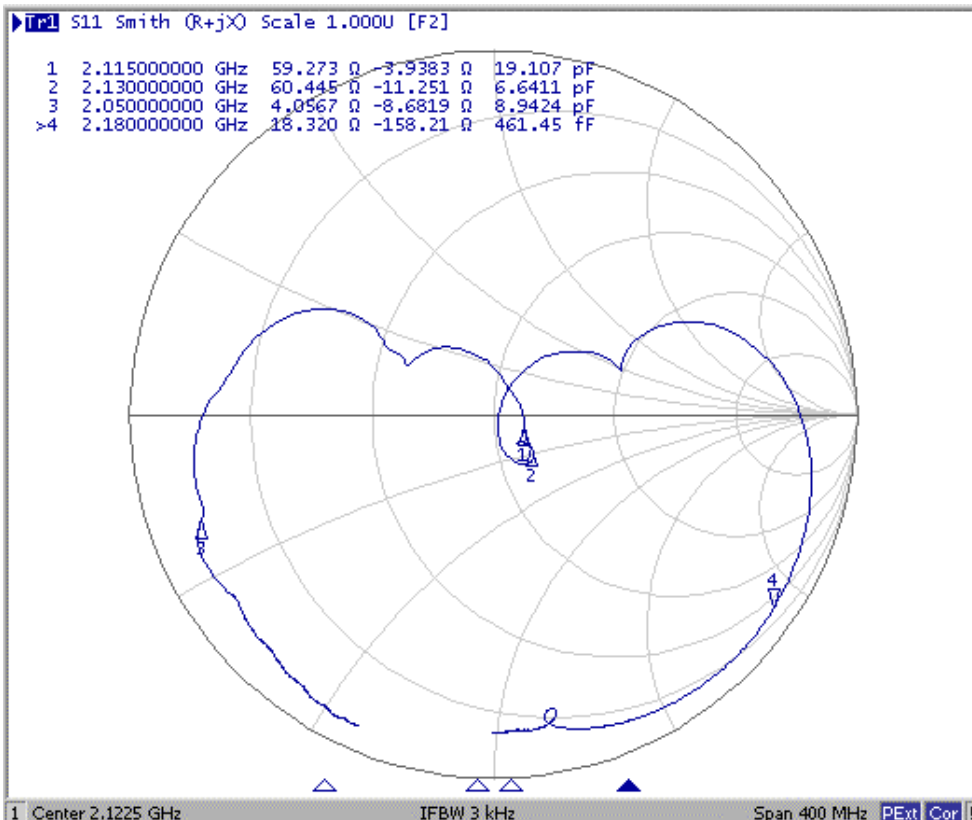 Tr1 S11 Smith (R+jX) Scale 1.000U [F2]
1 2.115000000 GHz 59.273 Ω -3.9383 Ω 19.107 pF
2 2.130000000 GHz 60.445 Ω -11.251 Ω 6.6411 pF
3 2.050000000 GHz 4.0567 Ω -8.6819 Ω 8.9424 pF
>4 2.180000000 GHz 18.320 Ω -158.21 Ω 461.45 fF
1
2
3
4
1 Center 2.1225 GHz IFBW 3 kHz Span 400 MHz PExt Cor